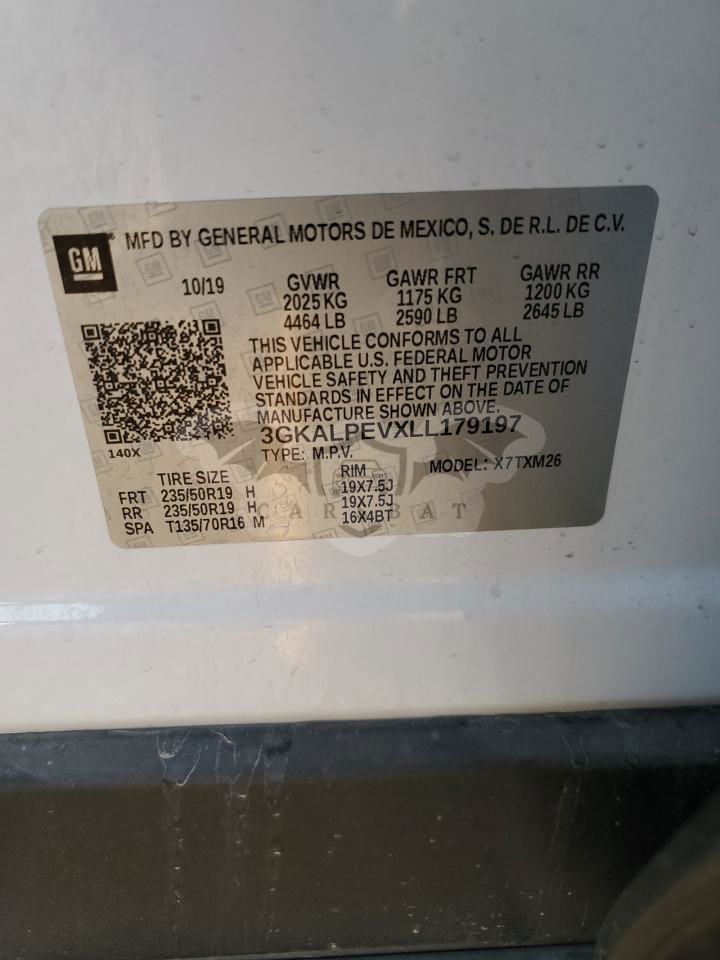 GM
MFD BY GENERAL MOTORS DE MEXICO, S. DE R.L. DE C.V.
10/19 GVWR GAWR FRT GAWR RR
2025 KG 1175 KG 1200 KG
4464 LB 2590 LB 2645 LB
THIS VEHICLE CONFORMS TO ALL
APPLICABLE U.S. FEDERAL MOTOR
VEHICLE SAFETY AND THEFT PREVENTION
STANDARDS IN EFFECT ON THE DATE OF
MANUFACTURE SHOWN ABOVE.
3GKALPEVXLL179197
140X TYPE: M.P.V. MODEL: X7TXM26
TIRE SIZE RIM
FRT 235/50R19 H 19X7.5J
RR 235/50R19 H 19X7.5J
SPA T135/70R16 M 16X4BT
CAR BAT